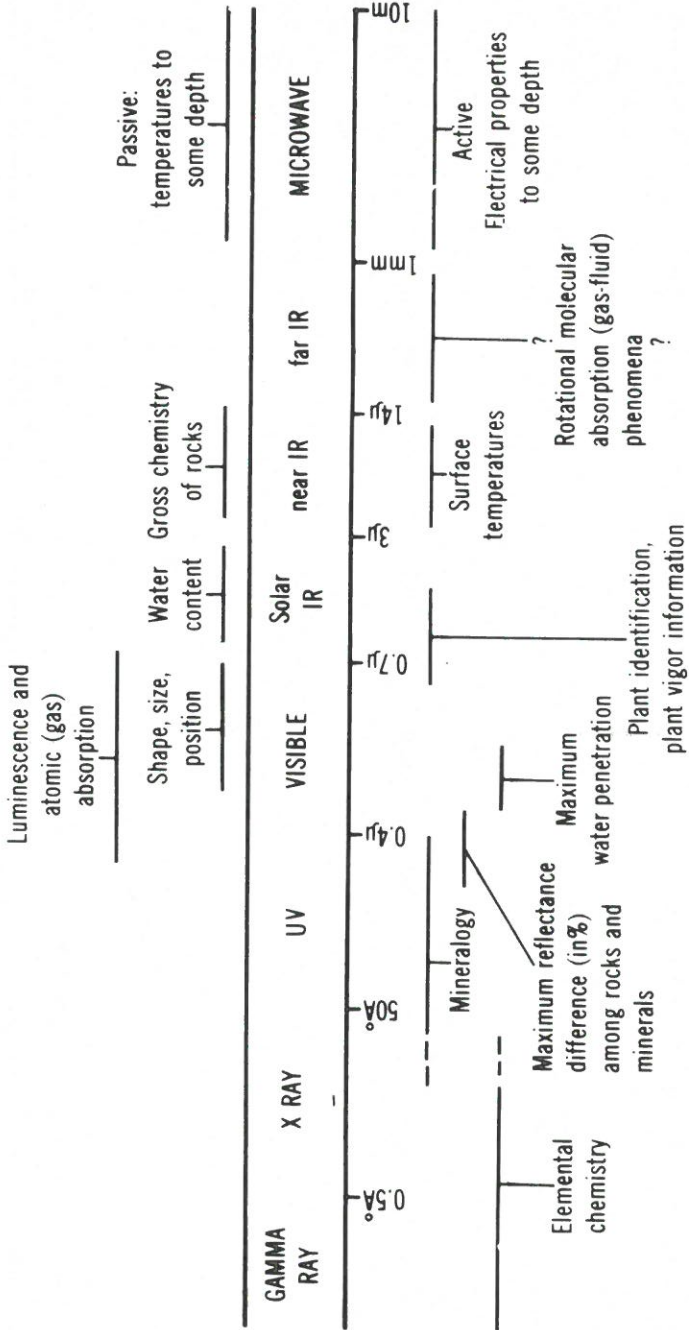 Luminescence and
atomic (gas)
absorption
Shape, size,
position
Water
content
Gross chemistry
of rocks
Passive:
temperatures to
some depth
GAMMA
RAY
X RAY
UV
VISIBLE
Solar
IR
near IR
far IR
MICROWAVE
0.5Å
50Å
0.4μ
0.7μ
3μ
14μ
1mm
10m
Elemental
chemistry
Mineralogy
Maximum reflectance
difference (in%)
among rocks and
minerals
Maximum
water penetration
Plant identification,
plant vigor information
Surface
temperatures
?
Rotational molecular
absorption (gas-fluid)
phenomena
?
Active
Electrical properties
to some depth